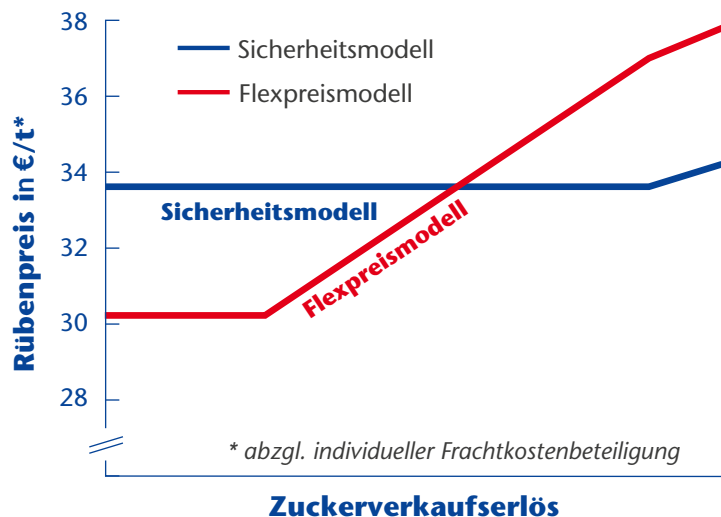 38
Sicherheitsmodell
Flexpreismodell
36
34
Sicherheitsmodell
32
Flexpreismodell
30
28
Rübenpreis in €/t*
* abzgl. individueller Frachtkostenbeteiligung
Zuckerverkaufserlös